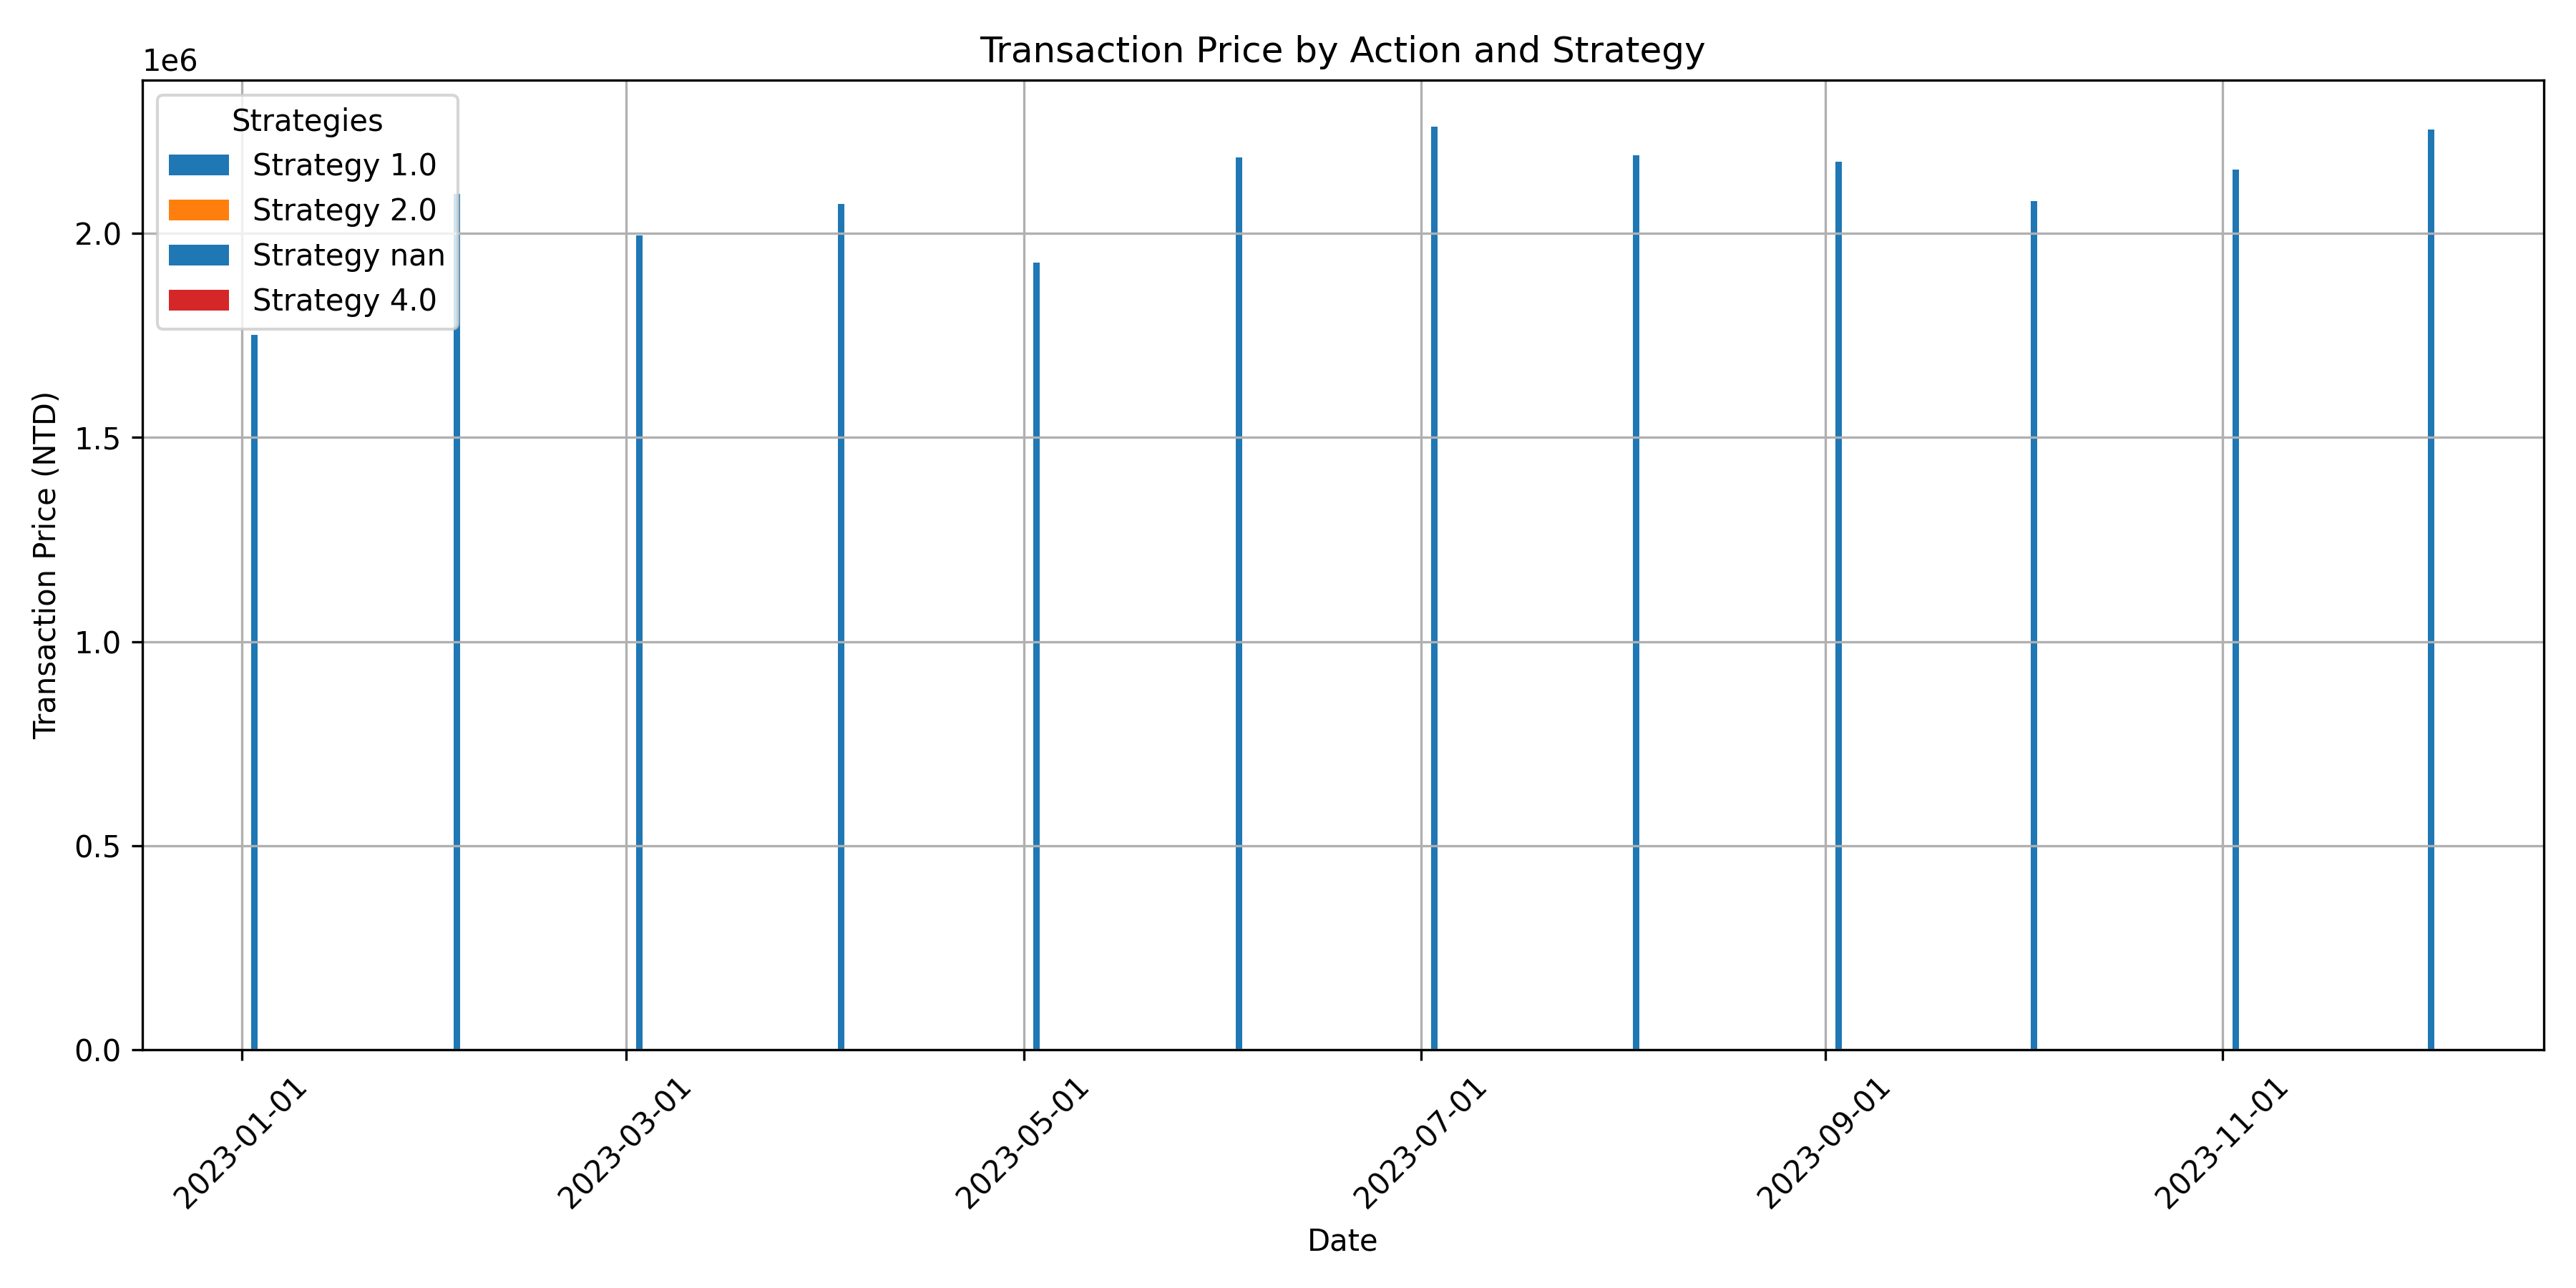 Transaction Price by Action and Strategy
1e6
Strategies
Strategy 1.0
Strategy 2.0
Strategy nan
Strategy 4.0
2.0
1.5
1.0
0.5
0.0
Transaction Price (NTD)
2023-01-01
2023-03-01
2023-05-01
2023-07-01
2023-09-01
2023-11-01
Date